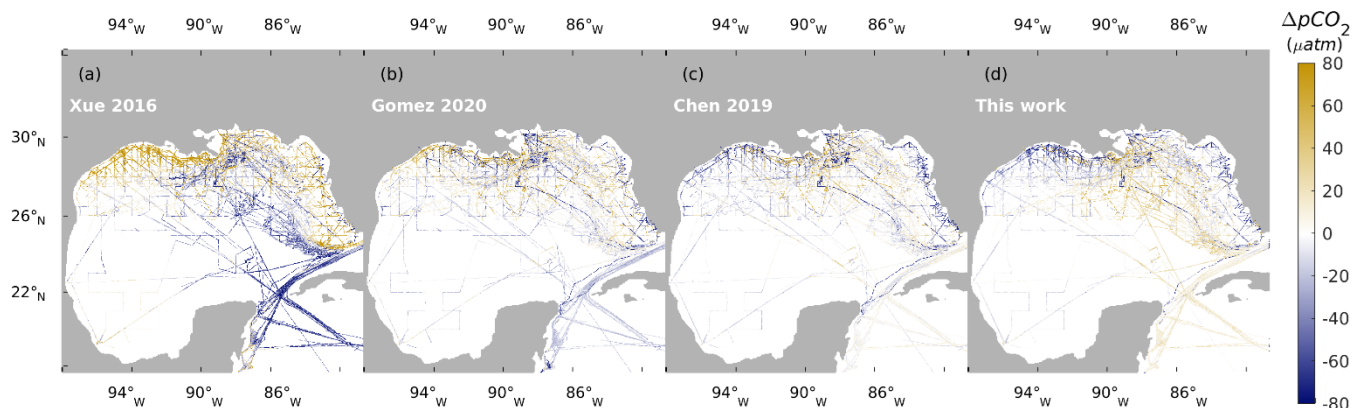 94°W 90°W 86°W 94°W 90°W 86°W 94°W 90°W 86°W 94°W 90°W 86°W
ΔpCO2
(μatm)
(a) (b) (c) (d)
Xue 2016 Gomez 2020 Chen 2019 This work
30°N
26°N
22°N
80
60
40
20
0
-20
-40
-60
-80
94°W 90°W 86°W 94°W 90°W 86°W 94°W 90°W 86°W 94°W 90°W 86°W